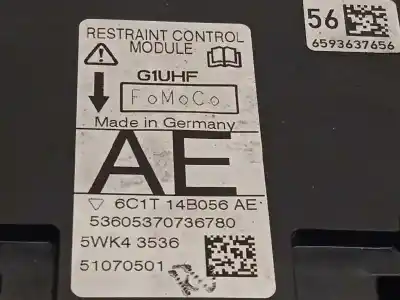 RESTRAINT CONTROL
MODULE
G1UHF
FoMoCo
Made in Germany
AE
6C1T 14B056 AE
53605370736780
5WK4 3536
51070501
56
6593637656